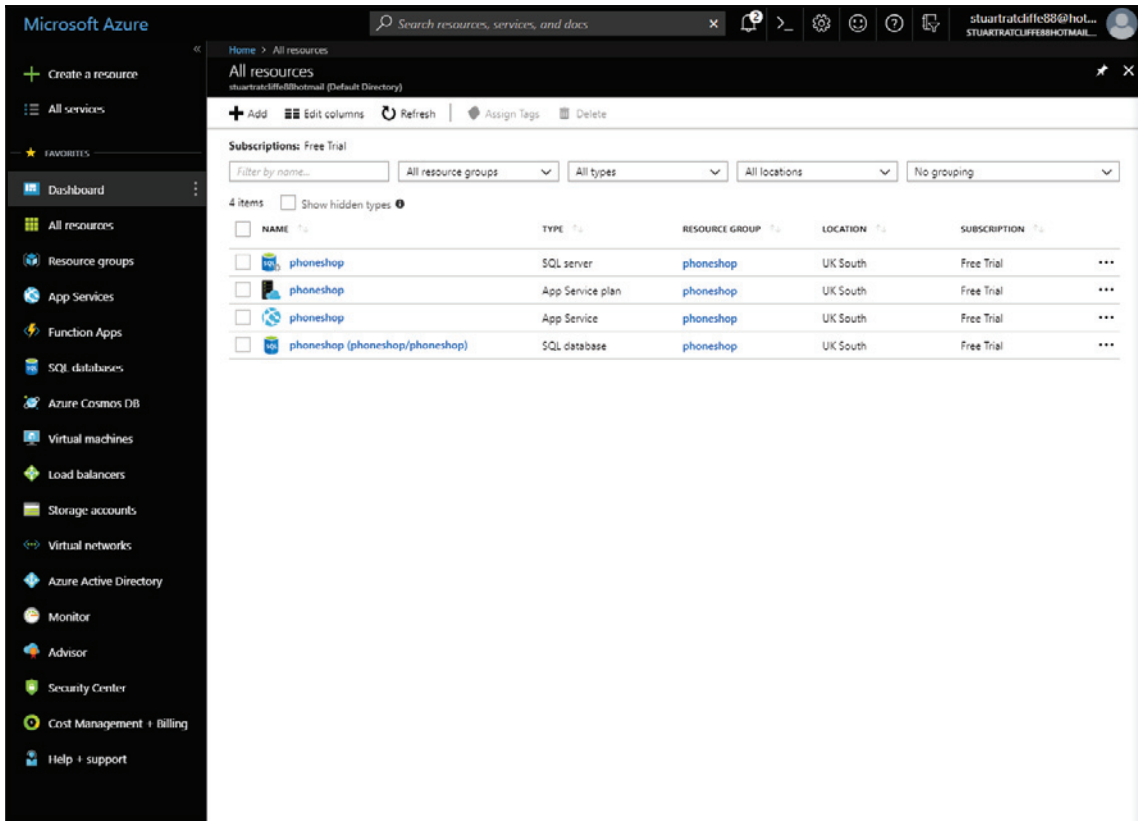 Microsoft Azure
Search resources, services, and docs
2
stuartratcliffe88@hot...
STUARTRATCLIFFE88HOTMAIL...
Create a resource
All services
FAVORITES
Dashboard
All resources
Resource groups
App Services
Function Apps
SQL databases
Azure Cosmos DB
Virtual machines
Load balancers
Storage accounts
Virtual networks
Azure Active Directory
Monitor
Advisor
Security Center
Cost Management + Billing
Help + support
Home > All resources
All resources
stuartratcliffe88hotmail (Default Directory)
Add Edit columns Refresh Assign Tags Delete
Subscriptions: Free Trial
Filter by name... All resource groups All types All locations No grouping
4 items Show hidden types
NAME TYPE RESOURCE GROUP LOCATION SUBSCRIPTION
phoneshop SQL server phoneshop UK South Free Trial ...
phoneshop App Service plan phoneshop UK South Free Trial ...
phoneshop App Service phoneshop UK South Free Trial ...
phoneshop (phoneshop/phoneshop) SQL database phoneshop UK South Free Trial ...